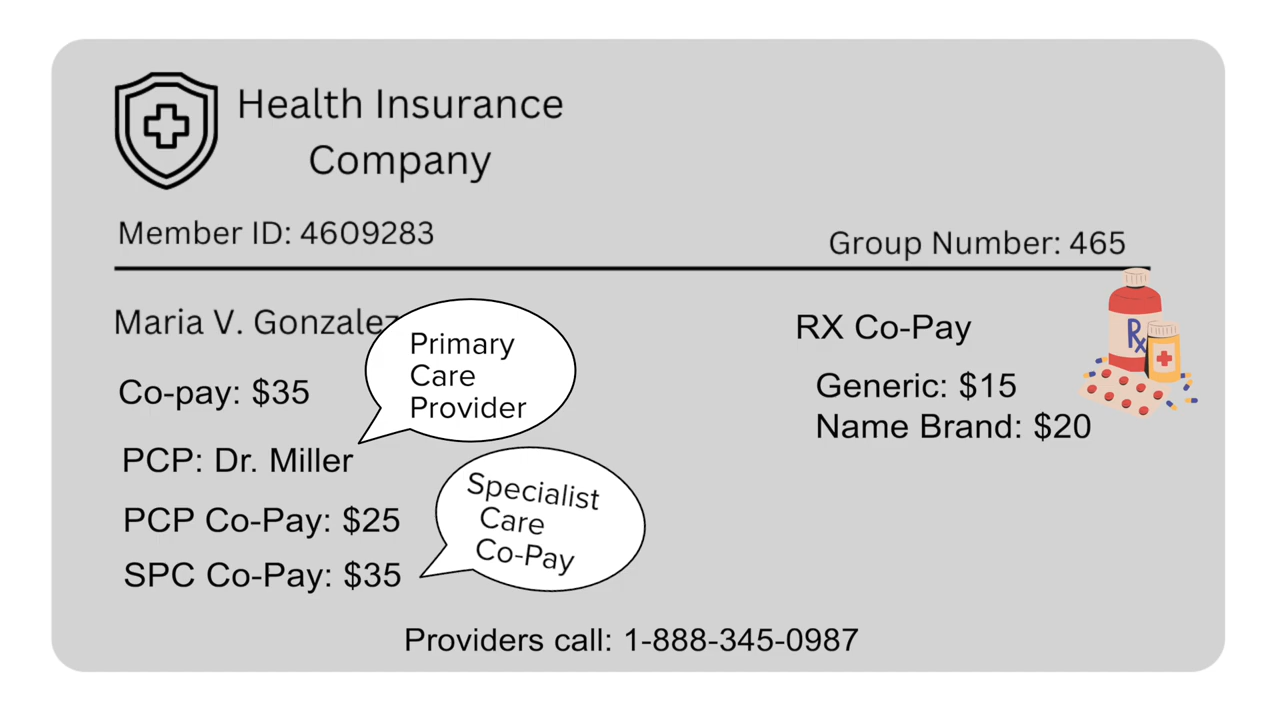 Health Insurance
Company
Member ID: 4609283
Group Number: 465
Maria V. Gonzalez
Co-pay: $35
Primary
Care
Provider
PCP: Dr. Miller
PCP Co-Pay: $25
SPC Co-Pay: $35
Specialist
Care
Co-Pay
RX Co-Pay
Rx
Generic: $15
Name Brand: $20
Providers call: 1-888-345-0987